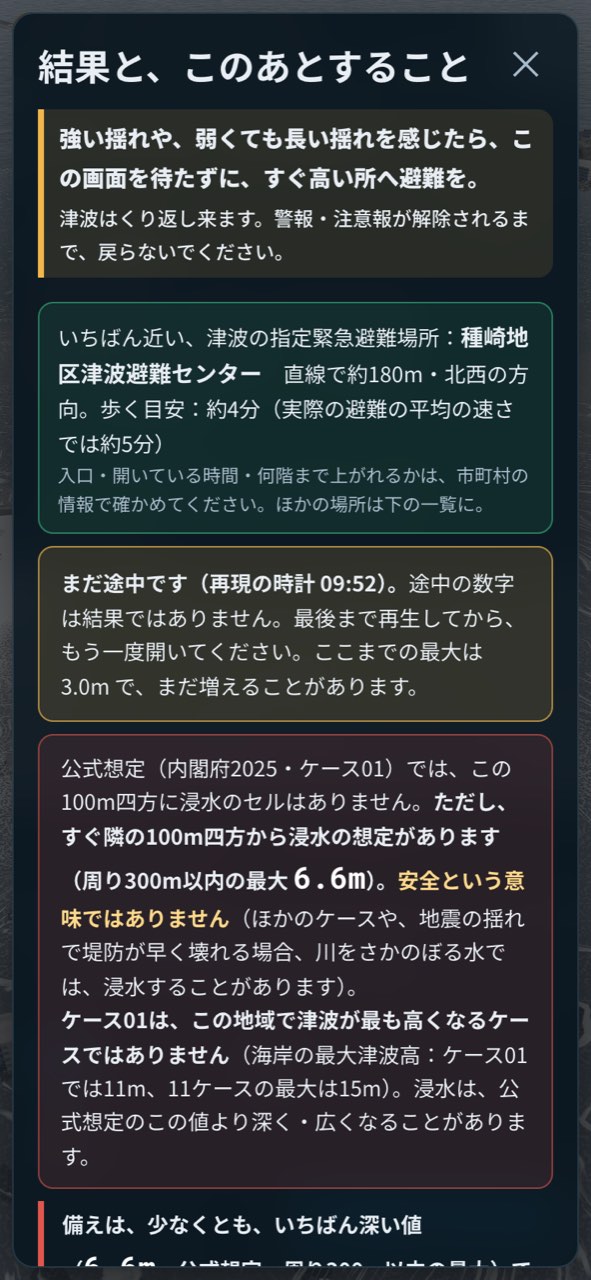 結果と、このあとすること
強い揺れや、弱くても長い揺れを感じたら、こ
の画面を待たずに、すぐ高い所へ避難を。
津波はくり返し来ます。警報・注意報が解除されるま
で、戻らないでください。
いちばん近い、津波の指定緊急避難場所：種崎地
区津波避難センター　直線で約180m・北西の方
向。歩く目安：約4分（実際の避難の平均の速さ
では約5分）
入口・開いている時間・何階まで上がれるかは、市町村の
情報で確かめてください。ほかの場所は下の一覧に。
まだ途中です（再現の時計 09:52）。途中の数字
は結果ではありません。最後まで再生してから、
もう一度開いてください。ここまでの最大は
3.0m で、まだ増えることがあります。
公式想定（内閣府2025・ケース01）では、この
100m四方に浸水のセルはありません。ただし、
すぐ隣の100m四方から浸水の想定があります
（周り300m以内の最大 6.6m）。安全という意
味ではありません（ほかのケースや、地震の揺れ
で堤防が早く壊れる場合、川をさかのぼる水で
は、浸水することがあります）。
ケース01は、この地域で津波が最も高くなるケー
スではありません（海岸の最大津波高：ケース01
では11m、11ケースの最大は15m）。浸水は、公
式想定のこの値より深く・広くなることがありま
す。
備えは、少なくとも、いちばん深い値